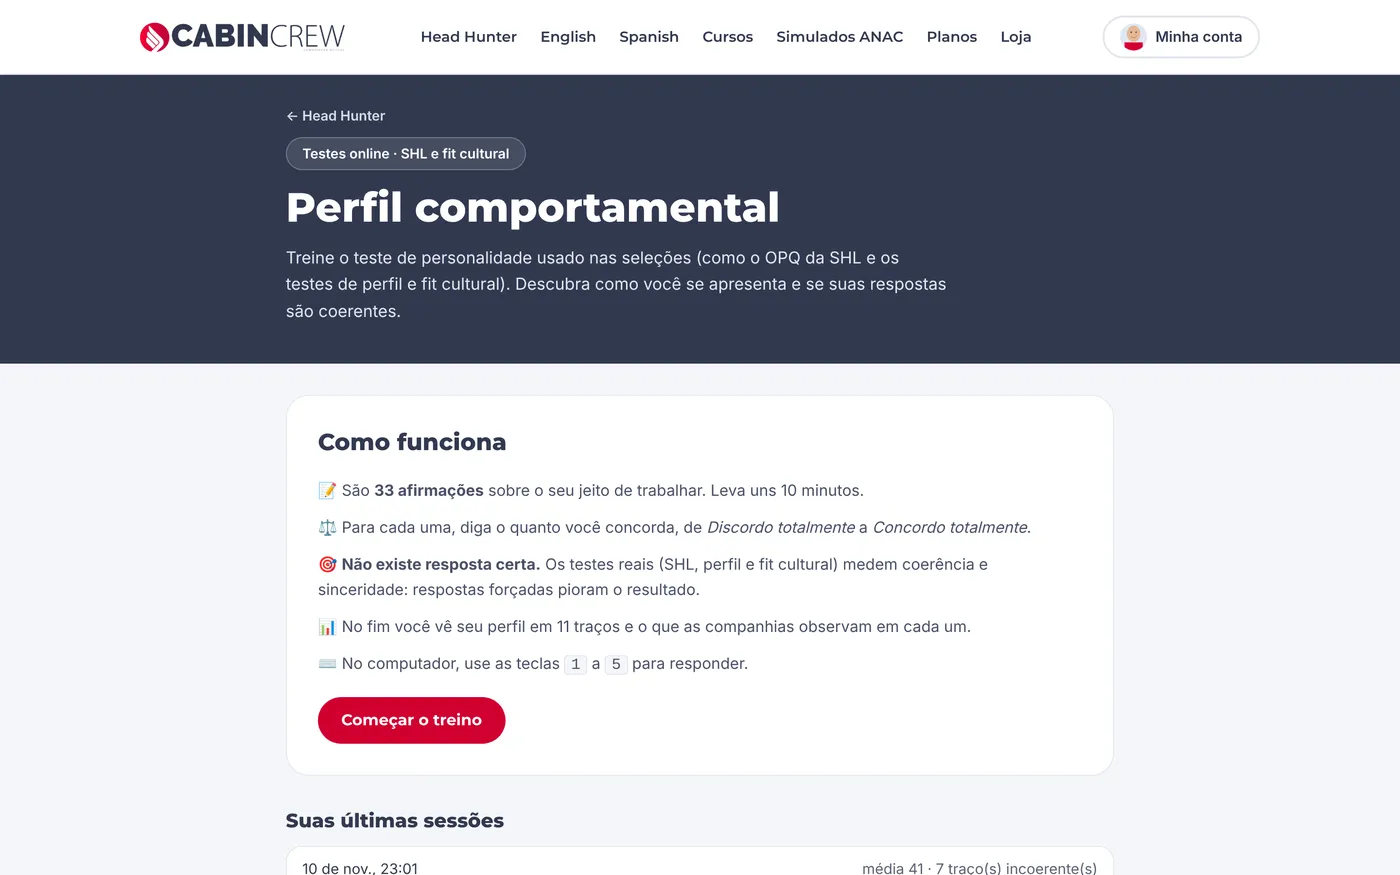 CABINCREW
Head Hunter
English
Spanish
Cursos
Simulados ANAC
Planos
Loja
Minha conta
← Head Hunter
Testes online · SHL e fit cultural
Perfil comportamental
Treine o teste de personalidade usado nas seleções (como o OPQ da SHL e os
testes de perfil e fit cultural). Descubra como você se apresenta e se suas respostas
são coerentes.
Como funciona
📝 São 33 afirmações sobre o seu jeito de trabalhar. Leva uns 10 minutos.
⚖️ Para cada uma, diga o quanto você concorda, de Discordo totalmente a Concordo totalmente.
🎯 Não existe resposta certa. Os testes reais (SHL, perfil e fit cultural) medem coerência e
sinceridade: respostas forçadas pioram o resultado.
📊 No fim você vê seu perfil em 11 traços e o que as companhias observam em cada um.
⌨️ No computador, use as teclas 1 a 5 para responder.
Começar o treino
Suas últimas sessões
10 de nov., 23:01
média 41 · 7 traço(s) incoerente(s)